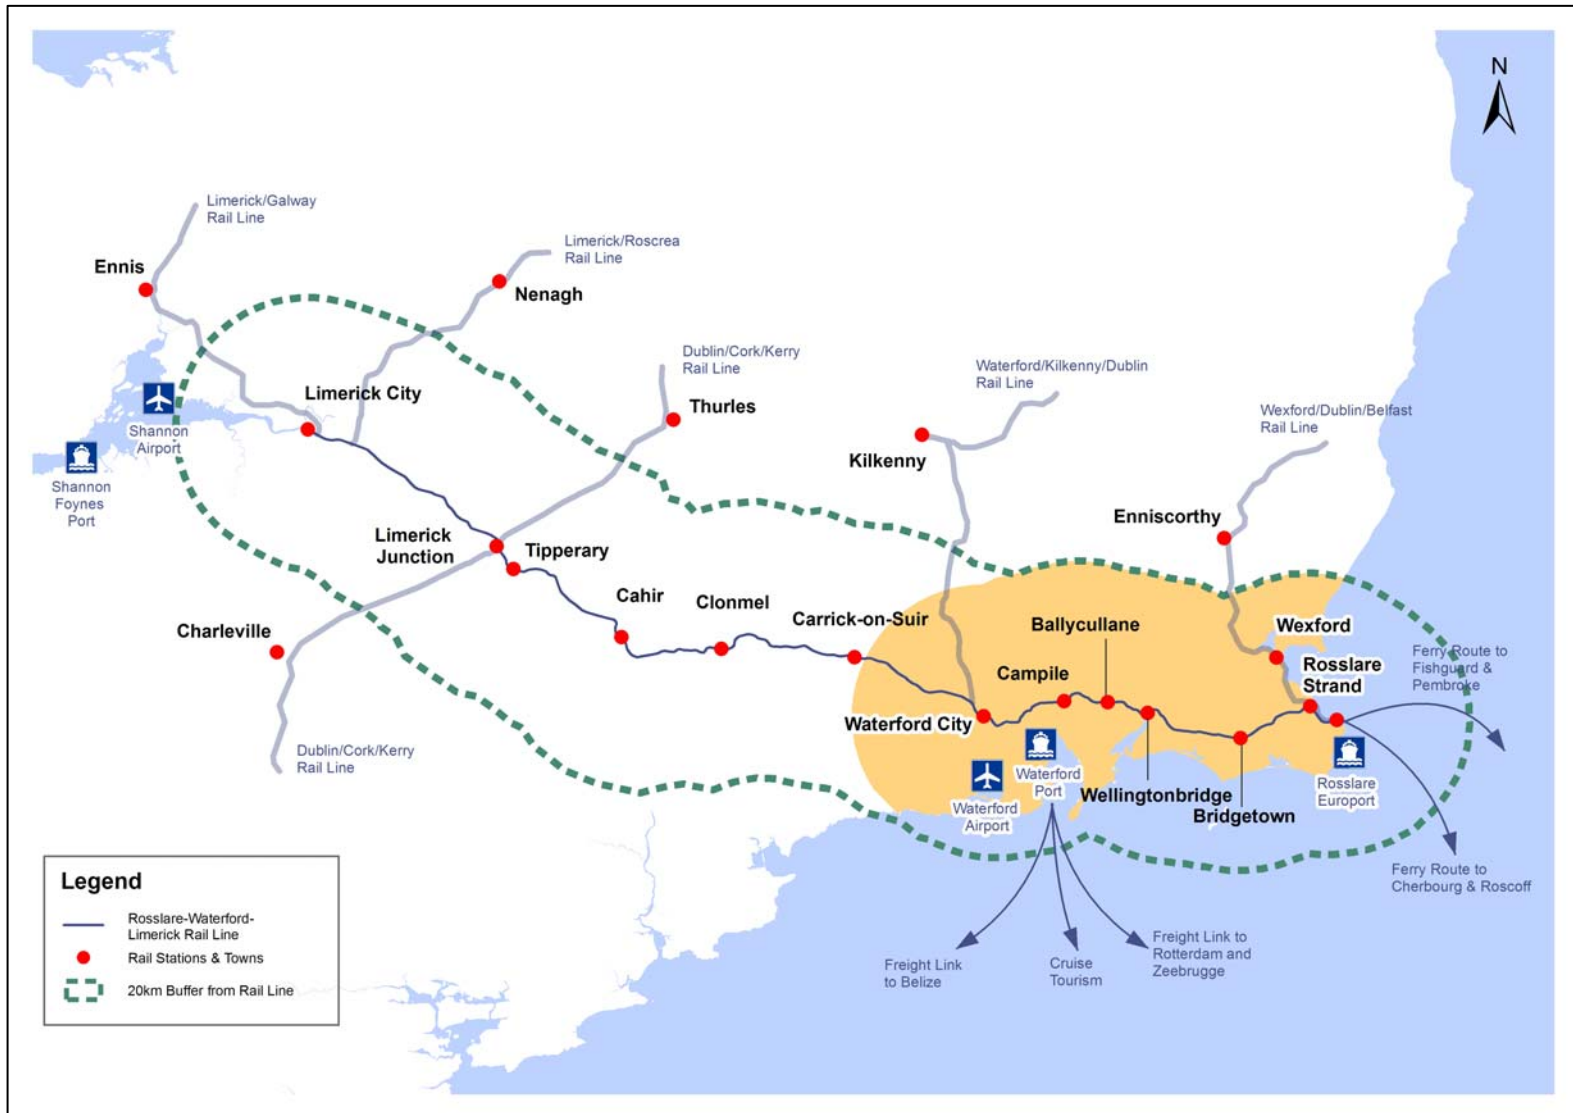 N
Limerick/Galway
Rail Line
Ennis
Limerick/Roscrea
Rail Line
Nenagh
Dublin/Cork/Kerry
Rail Line
Waterford/Kilkenny/Dublin
Rail Line
Limerick City
Thurles
Wexford/Dublin/Belfast
Rail Line
Shannon
Airport
Kilkenny
Shannon
Foynes
Port
Enniscorthy
Limerick
Junction
Tipperary
Cahir
Clonmel
Carrick-on-Suir
Ballycullane
Charleville
Wexford
Campile
Rosslare
Strand
Ferry Route to
Fishguard &
Pembroke
Waterford City
Dublin/Cork/Kerry
Rail Line
Waterford
Port
Waterford
Airport
Wellingtonbridge
Bridgetown
Rosslare
Europort
Ferry Route to
Cherbourg & Roscoff
Freight Link
to Belize
Cruise
Tourism
Freight Link to
Rotterdam and
Zeebrugge
Legend
Rosslare-Waterford-
Limerick Rail Line
Rail Stations & Towns
20km Buffer from Rail Line